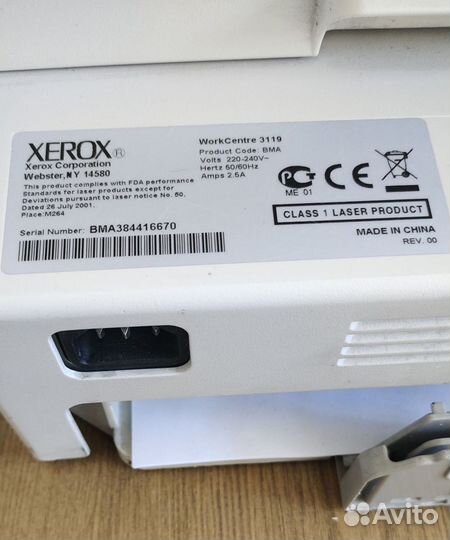 XEROX®
Xerox Corporation
Webster,NY 14580
This product complies with FDA performance
Standards for laser products except for
Deviations pursuant to laser notice No. 50,
Dated 26 July 2001.
Place:M264
Serial Number: BMA384416670
WorkCentre 3119
Product Code: BMA
Volts 220-240V~
Hertz 50/60Hz
Amps 2.5A
ME 01
CE
CLASS 1 LASER PRODUCT
MADE IN CHINA
REV. 00
Avito